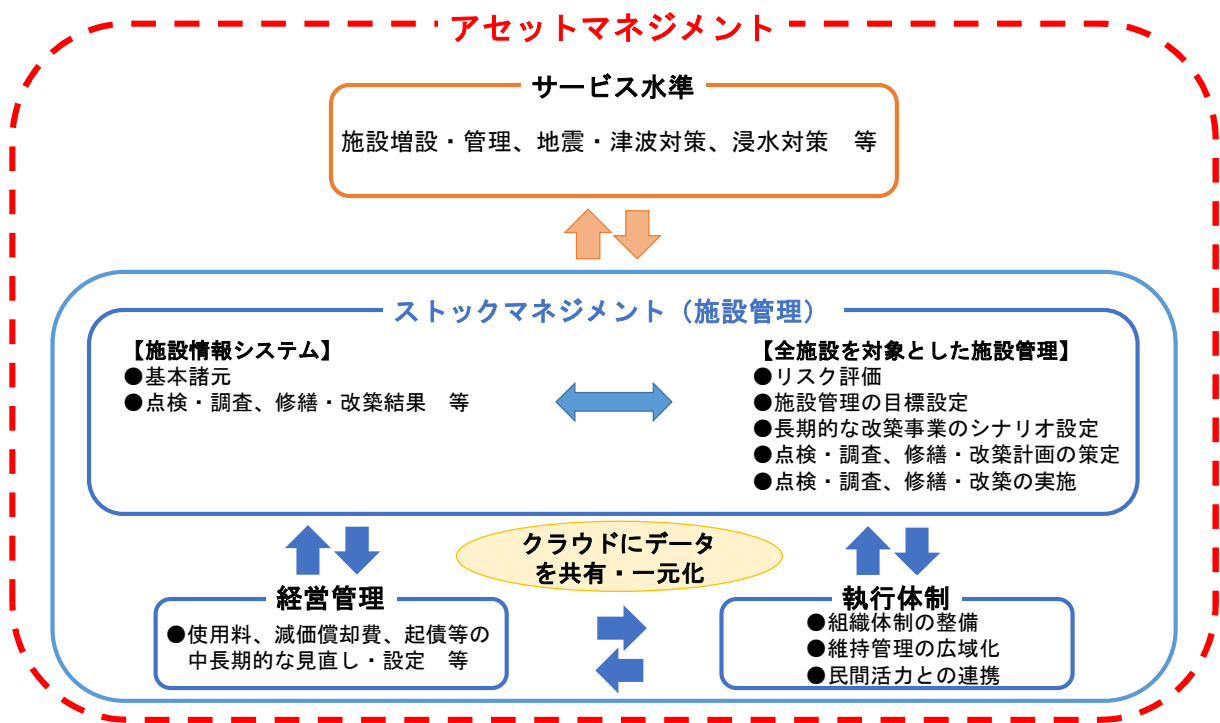 アセットマネジメント
サービス水準
施設増設・管理、地震・津波対策、浸水対策　等
ストックマネジメント（施設管理）
【施設情報システム】
●基本諸元
●点検・調査、修繕・改築結果　等
【全施設を対象とした施設管理】
●リスク評価
●施設管理の目標設定
●長期的な改築事業のシナリオ設定
●点検・調査、修繕・改築計画の策定
●点検・調査、修繕・改築の実施
クラウドにデータ
を共有・一元化
経営管理
●使用料、減価償却費、起債等の
中長期的な見直し・設定　等
執行体制
●組織体制の整備
●維持管理の広域化
●民間活力との連携